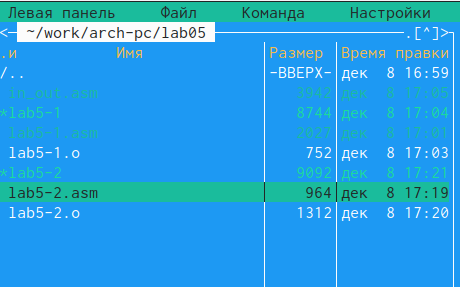 Левая панель Файл Команда Настройки
<─ ~/work/arch-pc/lab05 .[^]>
.и Имя Размер Время правки
/.. -ВВЕРХ- дек 8 16:59
in_out.asm 3942 дек 8 17:05
*lab5-1 8744 дек 8 17:04
lab5-1.asm 2027 дек 8 17:01
lab5-1.o 752 дек 8 17:03
*lab5-2 9092 дек 8 17:21
lab5-2.asm 964 дек 8 17:19
lab5-2.o 1312 дек 8 17:20